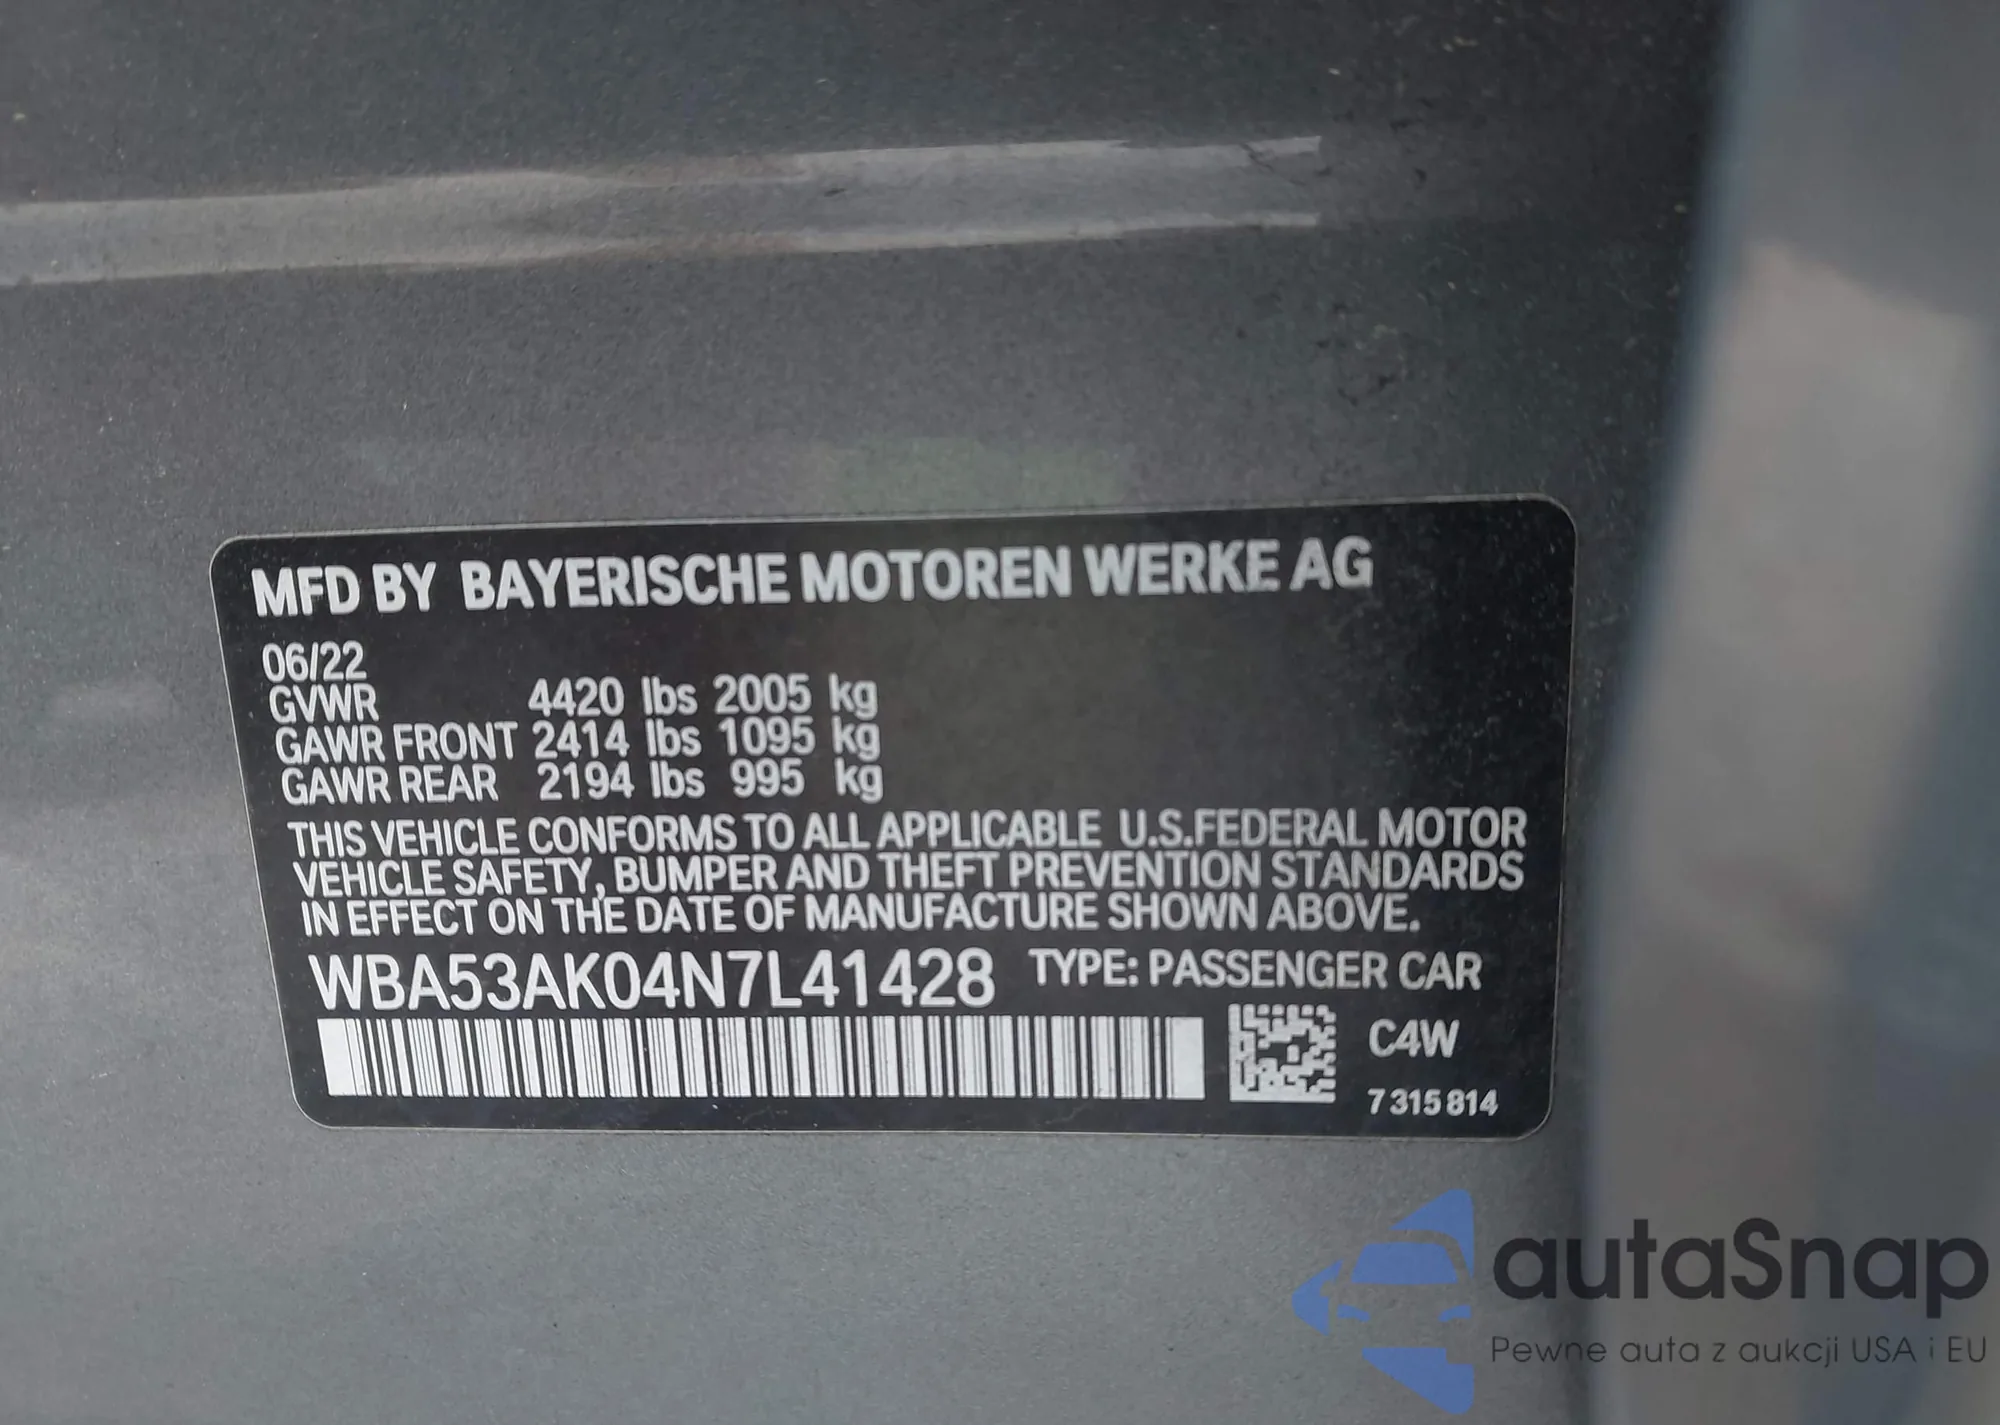 MFD BY BAYERISCHE MOTOREN WERKE AG
06/22
GVWR 4420 lbs 2005 kg
GAWR FRONT 2414 lbs 1095 kg
GAWR REAR 2194 lbs 995 kg
THIS VEHICLE CONFORMS TO ALL APPLICABLE U.S.FEDERAL MOTOR
VEHICLE SAFETY, BUMPER AND THEFT PREVENTION STANDARDS
IN EFFECT ON THE DATE OF MANUFACTURE SHOWN ABOVE.
WBA53AK04N7L41428 TYPE: PASSENGER CAR
C4W
7 315 814
autaSnap
Pewne auta z aukcji USA i EU